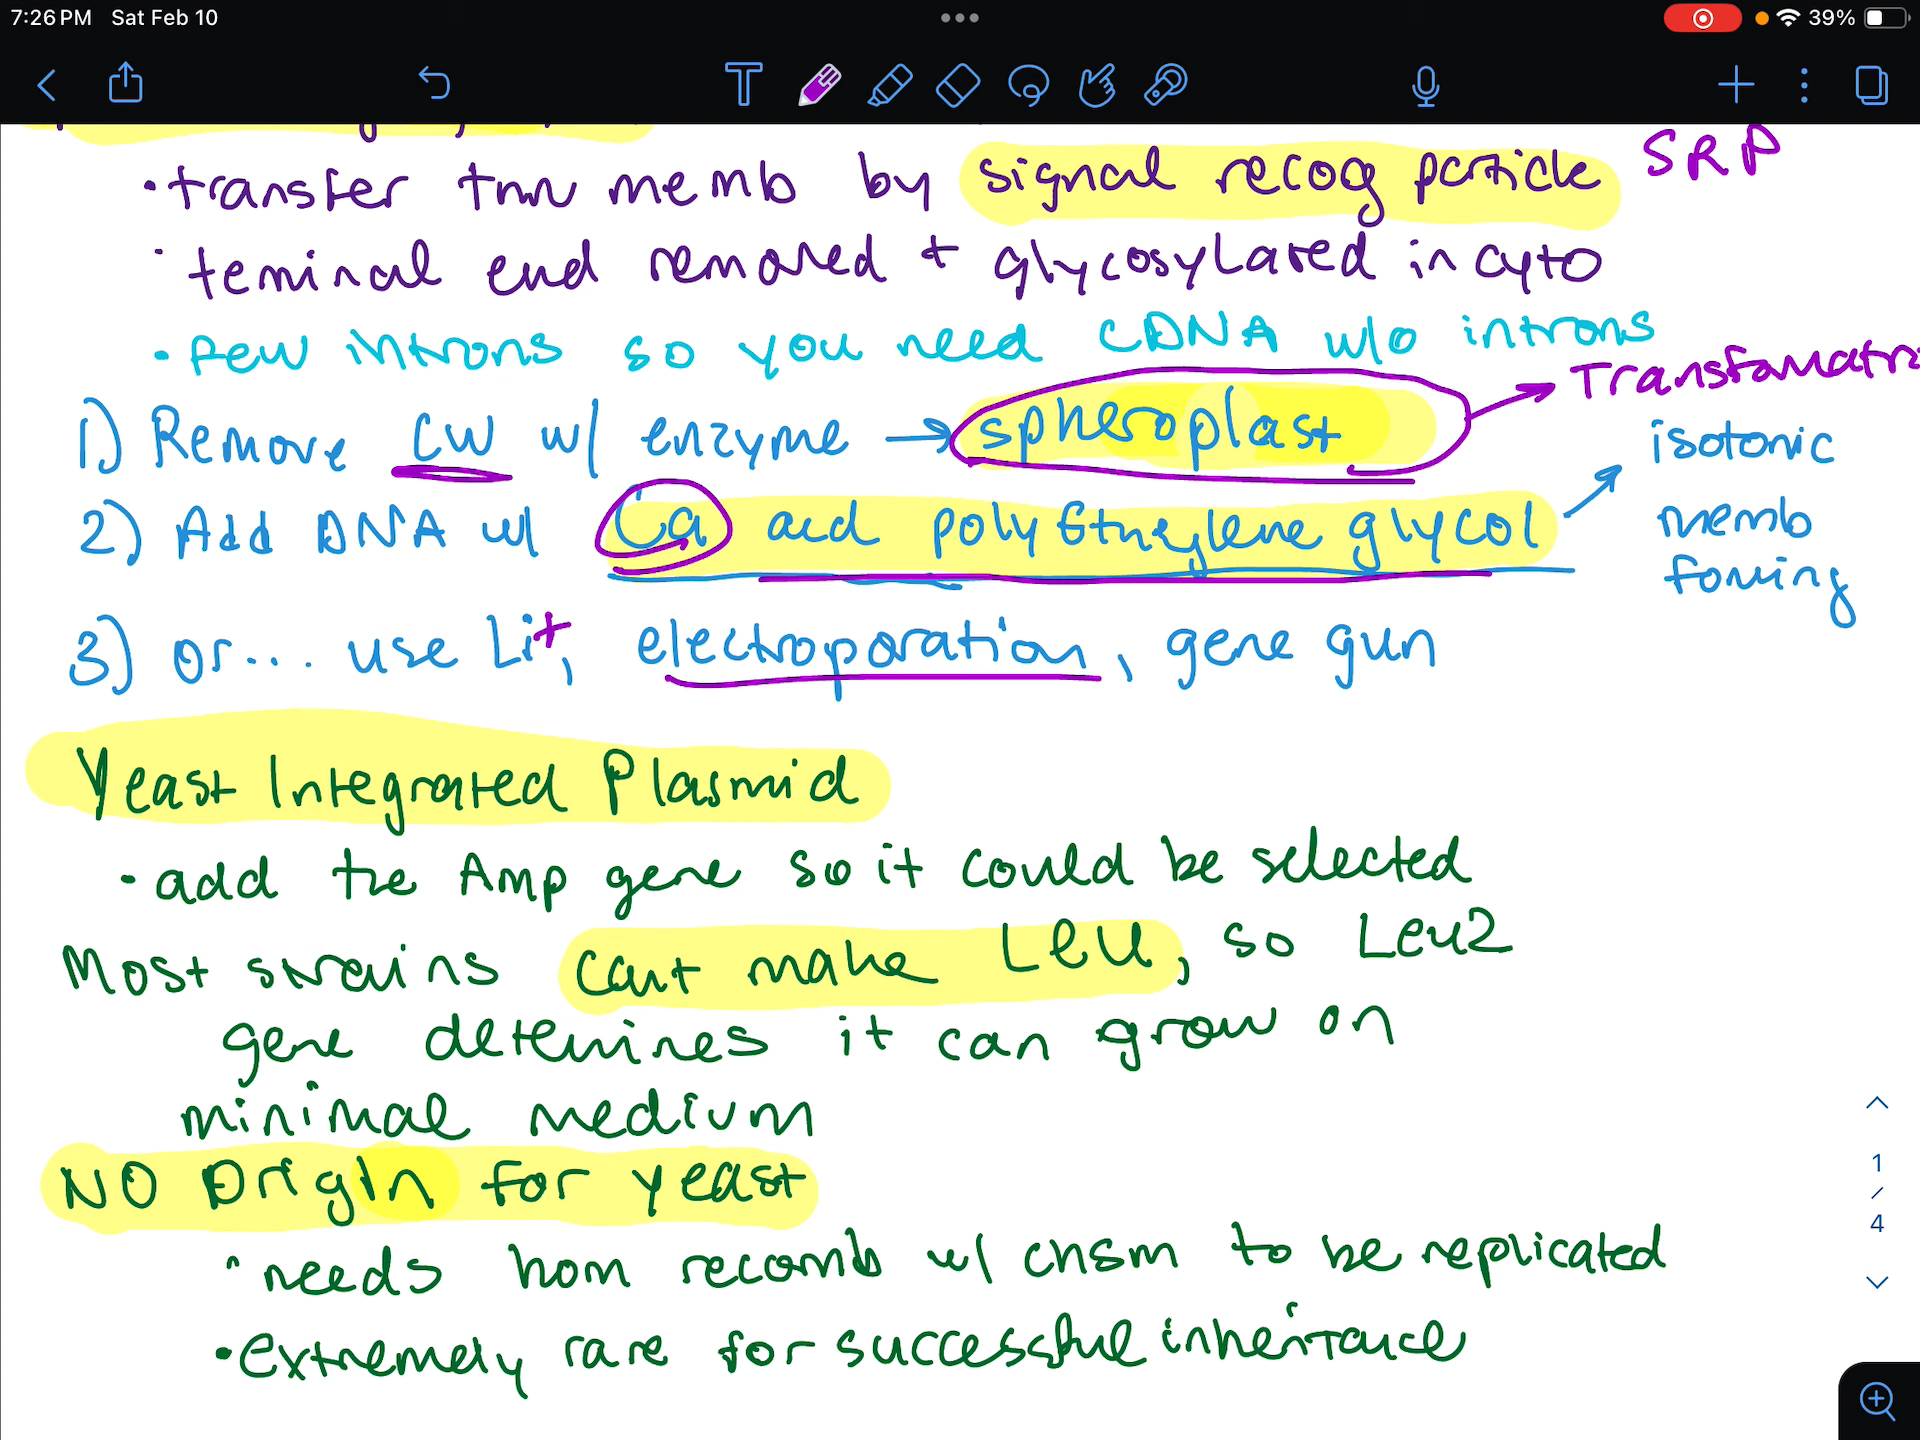 7:26 PM Sat Feb 10
39%
SRP
•transfer thru memb by signal recog particle
•teminal end removed + glycosylated in cyto
•few introns so you need cDNA w/o introns
Transfomatri
1) Remove CW w/ enzyme → spheroplast
isotonic
2) Add DNA w/ Ca and polyEthylene glycol
memb
foming
3) or... use Li+, electroporation, gene gun
Yeast Integrated Plasmid
•add the Amp gene so it could be selected
Most strains cant make LEU, so Leu2
gene detemines it can grow on
minimal medium
NO Origin for yeast
•needs hom recomb w/ chsm to be replicated
•extremely rare for successful inheritance
1
/
4